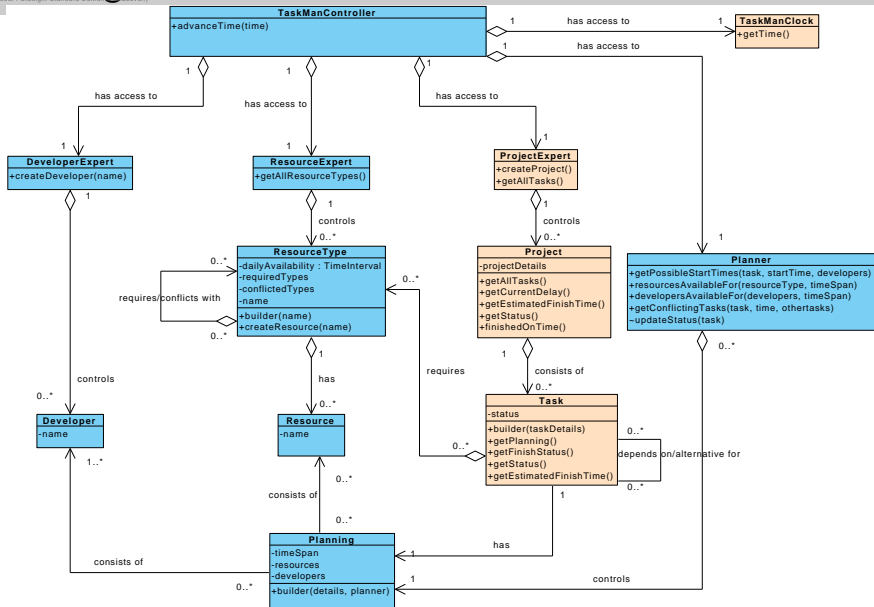 TaskManController
+advanceTime(time)
1
has access to
1
TaskManClock
+getTime()
1
has access to
1
1
1
has access to
has access to
has access to
1
1
1
1
DeveloperExpert
+createDeveloper(name)
1
ResourceExpert
+getAllResourceTypes()
1
controls
0..*
ProjectExpert
+createProject()
+getAllTasks()
1
controls
0..*
ResourceType
-dailyAvailability : TimeInterval
-requiredTypes
-conflictedTypes
-name
+builder(name)
+createResource(name)
0..*
requires/conflicts with
0..*
0..*
Project
-projectDetails
+getAllTasks()
+getCurrentDelay()
+getEstimatedFinishTime()
+getStatus()
+finishedOnTime()
Planner
+getPossibleStartTimes(task, startTime, developers)
+resourcesAvailableFor(resourceType, timeSpan)
+developersAvailableFor(developers, timeSpan)
+getConflictingTasks(task, time, othertasks)
~updateStatus(task)
0..*
1
has
0..*
1
consists of
0..*
requires
0..*
controls
0..*
Developer
-name
1..*
Resource
-name
0..*
Task
-status
+builder(taskDetails)
+getPlanning()
+getFinishStatus()
+getStatus()
+getEstimatedFinishTime()
0..*
depends on/alternative for
0..*
1
consists of
0..*
Planning
-timeSpan
-resources
-developers
+builder(details, planner)
has
1
consists of
0..*
controls
1